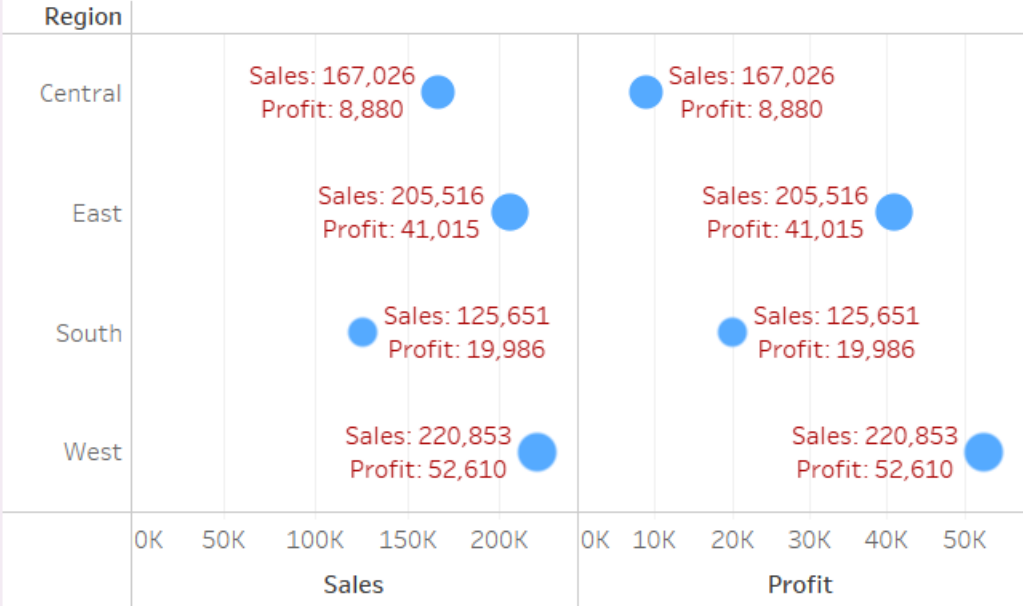 Region
Central
Sales: 167,026
Profit: 8,880
Sales: 167,026
Profit: 8,880
East
Sales: 205,516
Profit: 41,015
Sales: 205,516
Profit: 41,015
South
Sales: 125,651
Profit: 19,986
Sales: 125,651
Profit: 19,986
West
Sales: 220,853
Profit: 52,610
Sales: 220,853
Profit: 52,610
0K 50K 100K 150K 200K
0K 10K 20K 30K 40K 50K
Sales
Profit